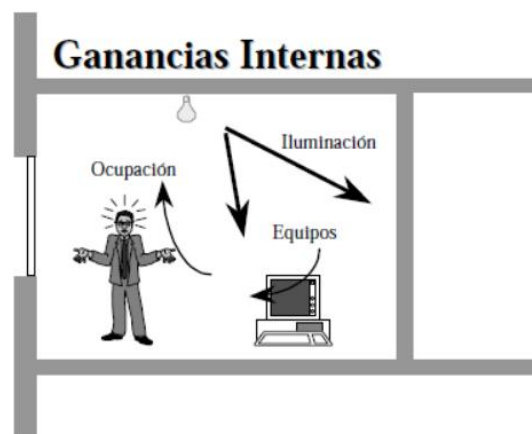 Ganancias Internas
Iluminación
Ocupación
Equipos